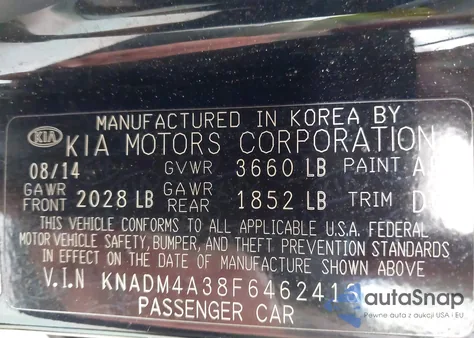 MANUFACTURED IN KOREA BY
KIA KIA MOTORS CORPORATION
08/14 GVWR 3660 LB PAINT
GAWR FRONT 2028 LB GAWR REAR 1852 LB TRIM
THIS VEHICLE CONFORMS TO ALL APPLICABLE U.S.A. FEDERAL
MOTOR VEHICLE SAFETY, BUMPER, AND THEFT PREVENTION STANDARDS
IN EFFECT ON THE DATE OF MANUFACTURE SHOWN ABOVE
V.I.N
PASSENGER CAR
autoSnap
Pewne auta z aukcji USA i EU